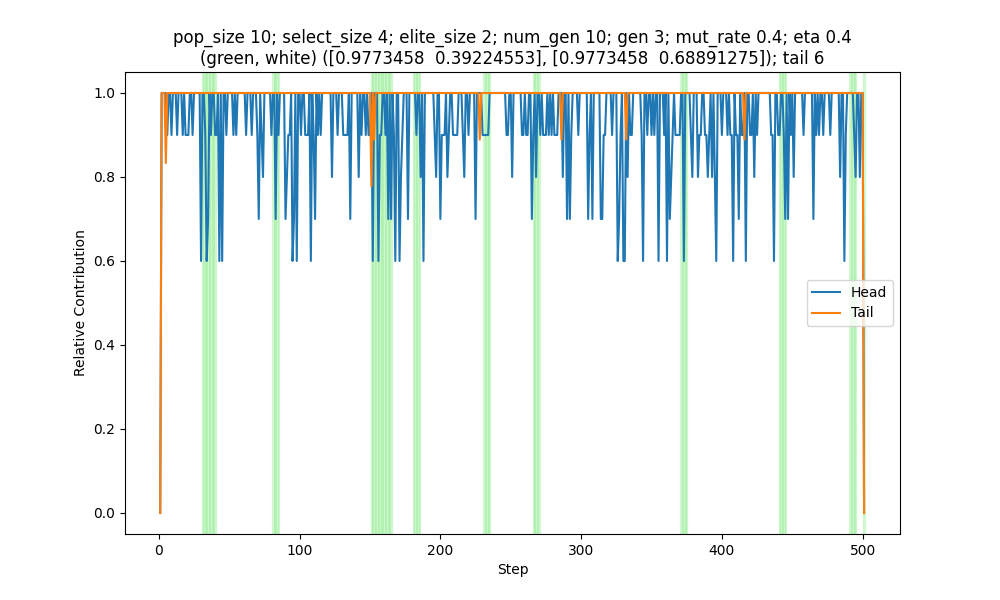 pop_size 10; select_size 4; elite_size 2; num_gen 10; gen 3; mut_rate 0.4; eta 0.4
(green, white) ([0.9773458  0.39224553], [0.9773458  0.68891275]); tail 6
1.0
0.8
0.6
0.4
0.2
0.0
Relative Contribution
Head
Tail
0
100
200
300
400
500
Step